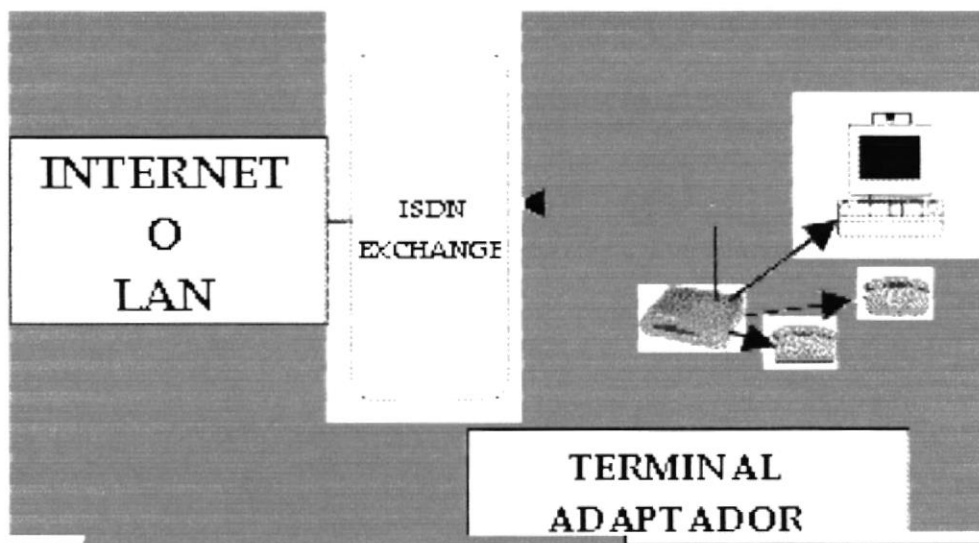 INTERNET
O
LAN
ISDN
EXCHANGE
TERMINAL
ADAPTADOR